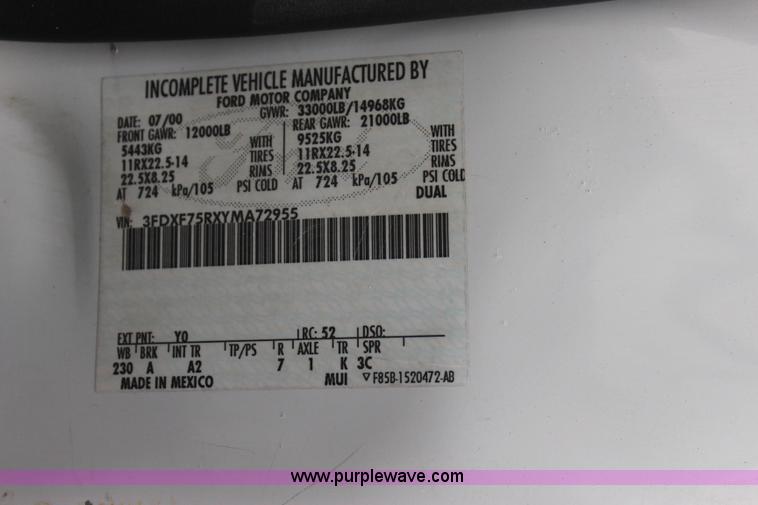 INCOMPLETE VEHICLE MANUFACTURED BY
FORD MOTOR COMPANY
DATE: 07/00 GVWR: 33000LB/14968KG
FRONT GAWR: 12000LB REAR GAWR: 21000LB
5443KG WITH 9525KG WITH
11RX22.5-14 TIRES 11RX22.5-14 TIRES
22.5X8.25 RIMS 22.5X8.25 RIMS
AT 724 kPa/105 PSI COLD AT 724 kPa/105 PSI COLD
DUAL
VIN: 3FDXF75RXYMA72955
EXT PNT: YO RC: 52 DSO:
WB BRK INT TR TP/PS R AXLE TR SPR
230 A A2 7 1 K 3C
MADE IN MEXICO MUI ▽ F85B-1520472-AB
www.purplewave.com